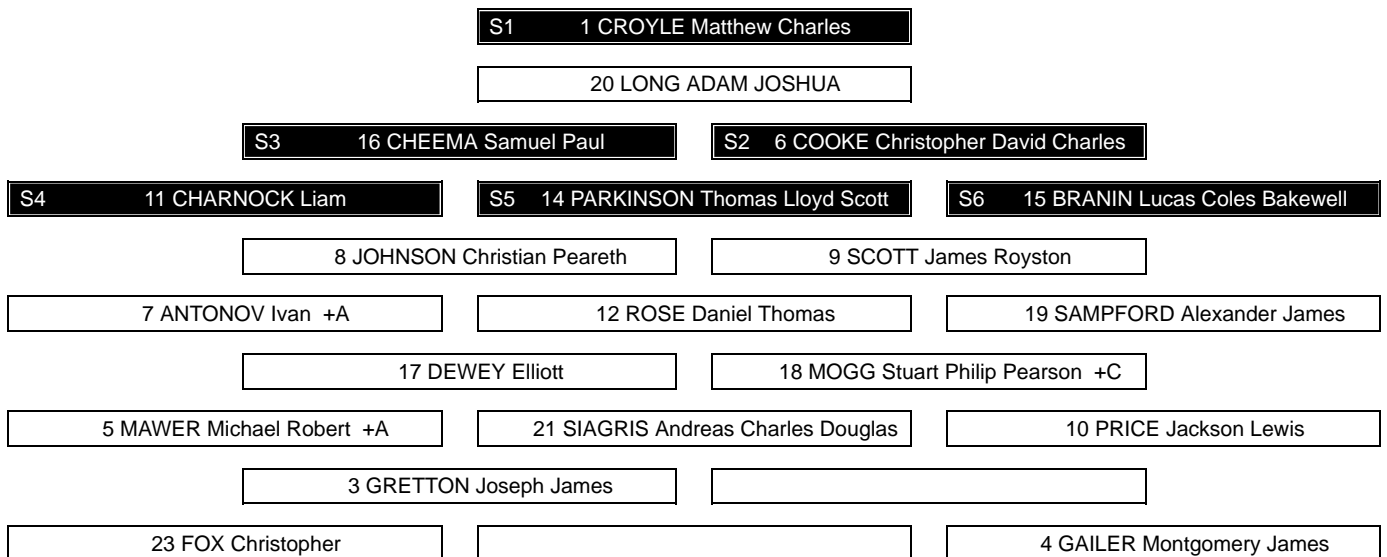 S1 1 CROYLE Matthew Charles
20 LONG ADAM JOSHUA
S3 16 CHEEMA Samuel Paul S2 6 COOKE Christopher David Charles
S4 11 CHARNOCK Liam S5 14 PARKINSON Thomas Lloyd Scott S6 15 BRANIN Lucas Coles Bakewell
8 JOHNSON Christian Peareth 9 SCOTT James Royston
7 ANTONOV Ivan +A 12 ROSE Daniel Thomas 19 SAMPFORD Alexander James
17 DEWEY Elliott 18 MOGG Stuart Philip Pearson +C
5 MAWER Michael Robert +A 21 SIAGRIS Andreas Charles Douglas 10 PRICE Jackson Lewis
3 GRETTON Joseph James
23 FOX Christopher 4 GAILER Montgomery James